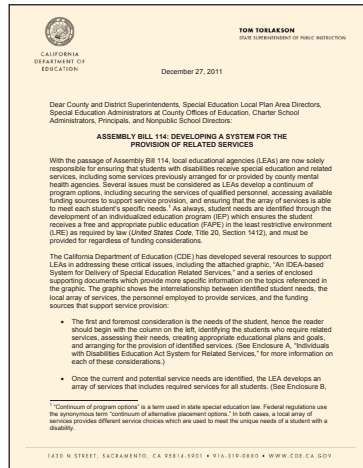 TOM TORLAKSON
STATE SUPERINTENDENT OF PUBLIC INSTRUCTION
CALIFORNIA
DEPARTMENT OF
EDUCATION
December 27, 2011
Dear County and District Superintendents, Special Education Local Plan Area Directors,
Special Education Administrators at County Offices of Education, Charter School
Administrators, Principals, and Nonpublic School Directors:
ASSEMBLY BILL 114: DEVELOPING A SYSTEM FOR THE
PROVISION OF RELATED SERVICES
With the passage of Assembly Bill 114, local educational agencies (LEAs) are now solely
responsible for ensuring that students with disabilities receive special education and related
services, including some services previously arranged for or provided by county mental
health agencies. Several issues must be considered as LEAs develop a continuum of
program options, including securing the services of qualified personnel, accessing available
funding sources to support service provision, and ensuring that the array of services is able
to meet each student's specific needs.1 As always, student needs are identified through the
development of an individualized education program (IEP) which ensures the student
receives a free and appropriate public education (FAPE) in the least restrictive environment
(LRE) as required by law (United States Code, Title 20, Section 1412), and must be
provided for regardless of funding considerations.
The California Department of Education (CDE) has developed several resources to support
LEAs in addressing these critical issues, including the attached graphic, "An IDEA-based
System for Delivery of Special Education Related Services," and a series of enclosed
supporting documents which provide more specific information on the topics referenced in
the graphic. The graphic shows the interrelationship between identified student needs, the
local array of services, the personnel employed to provide services, and the funding
sources that support service provision:
• The first and foremost consideration is the needs of the student, hence the reader
should begin with the column on the left, identifying the students who require related
services, assessing their needs, creating appropriate educational plans and goals,
and arranging for the provision of identified services. (See Enclosure A, "Individuals
with Disabilities Education Act System for Related Services," for more information on
each of these considerations.)
• Once the current and potential service needs are identified, the LEA develops an
array of services that includes required services for all students. (See Enclosure B,
1 "Continuum of program options" is a term used in state special education law. Federal regulations use
the synonymous term "continuum of alternative placement options." In both cases, a local array of
services provides different service choices which are used to meet the unique needs of a student with a
disability.
1430 N STREET, SACRAMENTO, CA 95814-5901 • 916-319-0800 • WWW.CDE.CA.GOV